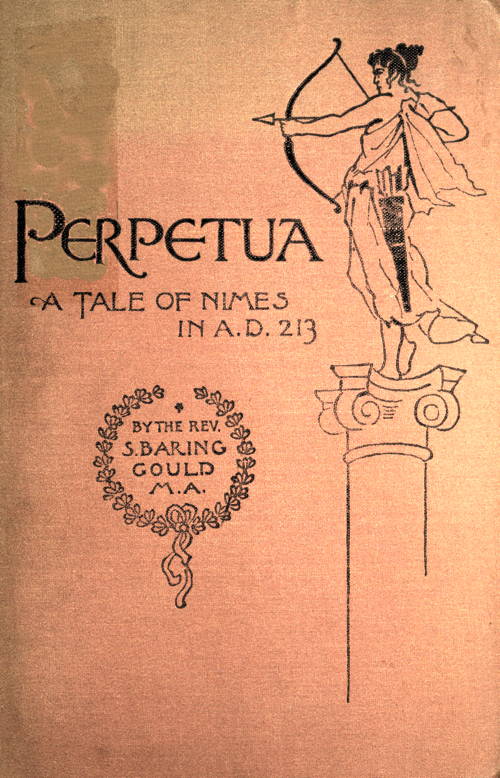 PERPETUA
A TALE OF NIMES
IN A.D. 213
BY THE REV.
S. BARING
GOULD
M.A.